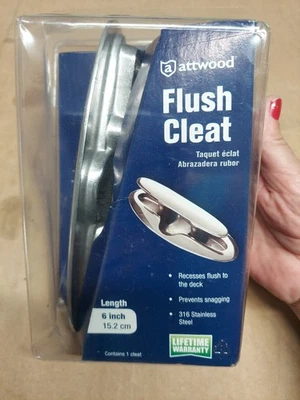 attwood
Flush
Cleat
Taquet éclat
Abrazadera rubor
• Recesses flush to
the deck
• Prevents snagging
• 316 Stainless
Steel
Length
6 inch
15.2 cm
LIFETIME
WARRANTY
Contains 1 cleat